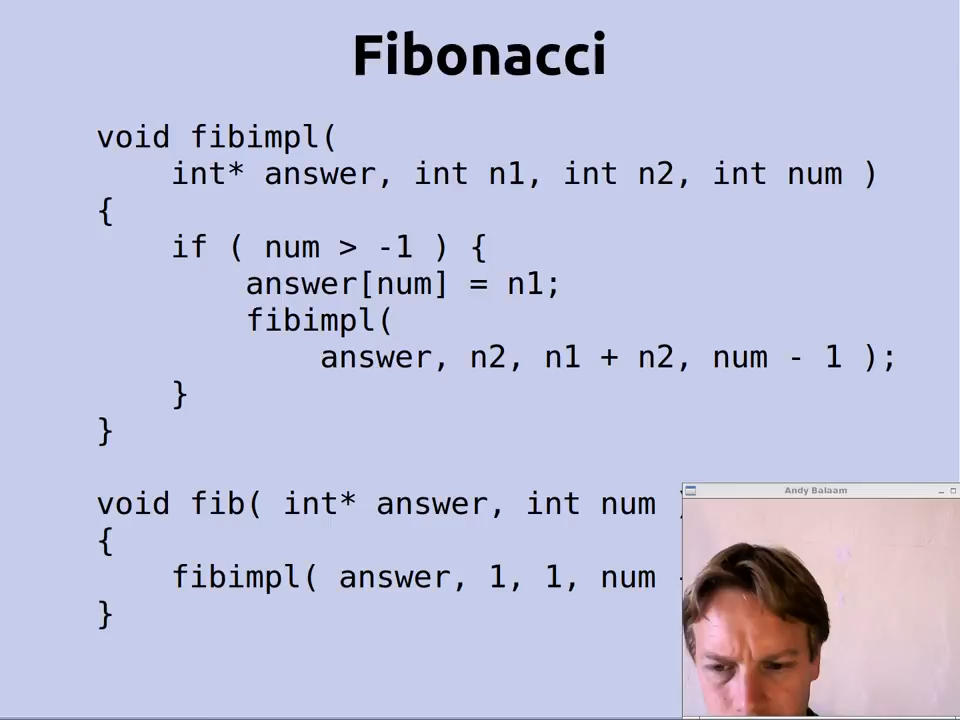 Fibonacci
void fibimpl(
    int* answer, int n1, int n2, int num )
{
    if ( num > -1 ) {
        answer[num] = n1;
        fibimpl(
            answer, n2, n1 + n2, num - 1 );
    }
}
void fib( int* answer, int num
{
    fibimpl( answer, 1, 1, num
}
Andy Balaam